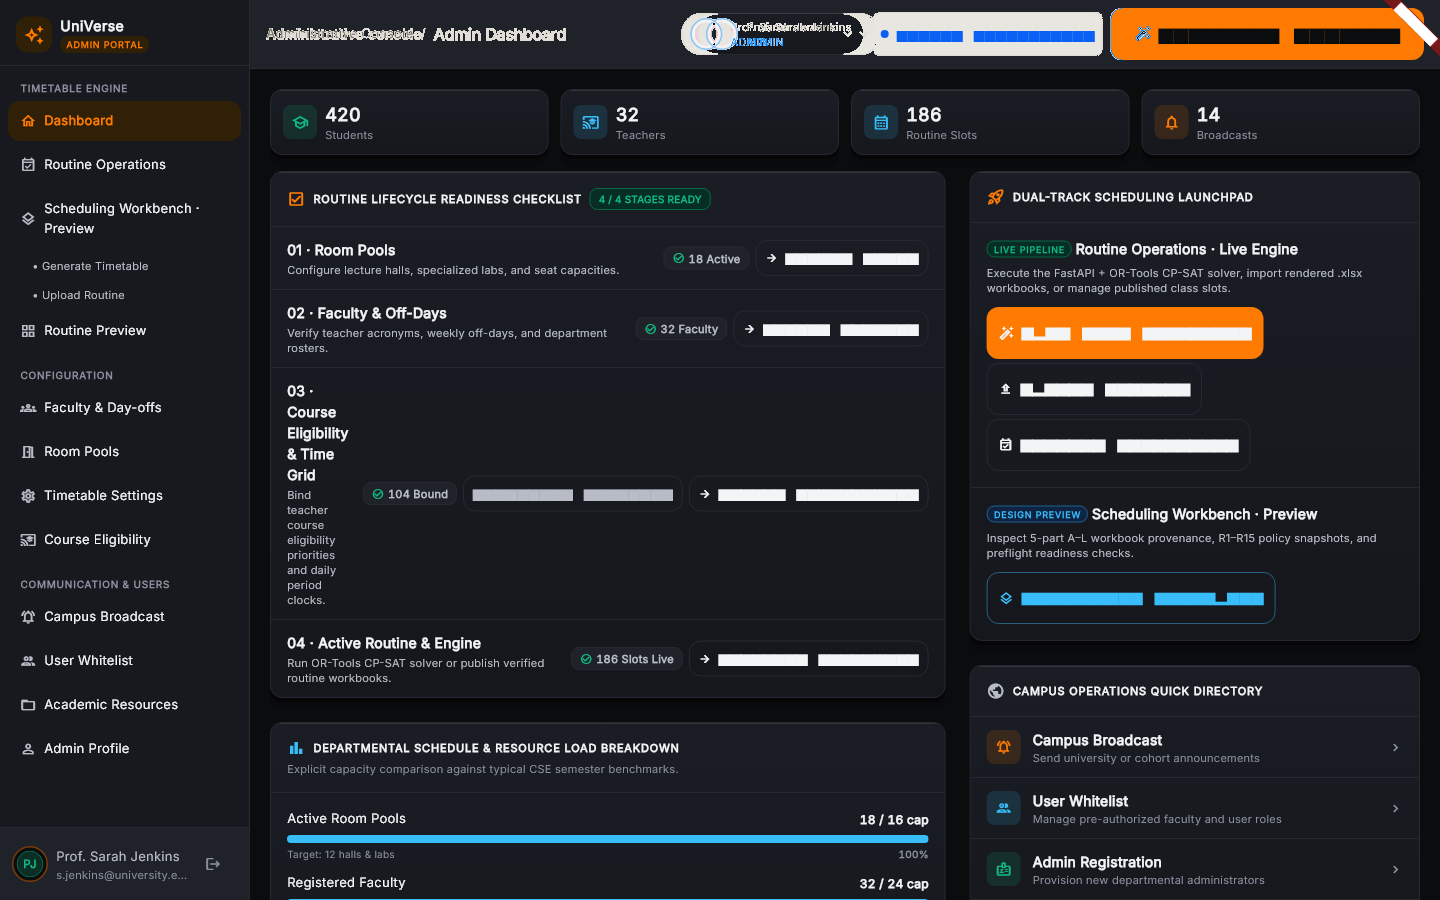 UniVerse
ADMIN PORTAL
TIMETABLE ENGINE
Dashboard
Routine Operations
Scheduling Workbench ·
Preview
• Generate Timetable
• Upload Routine
Routine Preview
CONFIGURATION
Faculty & Day-offs
Room Pools
Timetable Settings
Course Eligibility
COMMUNICATION & USERS
Campus Broadcast
User Whitelist
Academic Resources
Admin Profile
PJ
Prof. Sarah Jenkins
s.jenkins@university.e...
/ Admin Dashboard
420
Students
32
Teachers
186
Routine Slots
14
Broadcasts
ROUTINE LIFECYCLE READINESS CHECKLIST
4 / 4 STAGES READY
01 · Room Pools
Configure lecture halls, specialized labs, and seat capacities.
18 Active
02 · Faculty & Off-Days
Verify teacher acronyms, weekly off-days, and department
rosters.
32 Faculty
03 ·
Course
Eligibility
& Time
Grid
Bind
teacher
course
eligibility
priorities
and daily
period
clocks.
104 Bound
04 · Active Routine & Engine
Run OR-Tools CP-SAT solver or publish verified
routine workbooks.
186 Slots Live
DEPARTMENTAL SCHEDULE & RESOURCE LOAD BREAKDOWN
Explicit capacity comparison against typical CSE semester benchmarks.
Active Room Pools
18 / 16 cap
Target: 12 halls & labs
100%
Registered Faculty
32 / 24 cap
DUAL-TRACK SCHEDULING LAUNCHPAD
LIVE PIPELINE
Routine Operations · Live Engine
Execute the FastAPI + OR-Tools CP-SAT solver, import rendered .xlsx
workbooks, or manage published class slots.
DESIGN PREVIEW
Scheduling Workbench · Preview
Inspect 5-part A–L workbook provenance, R1–R15 policy snapshots, and
preflight readiness checks.
CAMPUS OPERATIONS QUICK DIRECTORY
Campus Broadcast
Send university or cohort announcements
User Whitelist
Manage pre-authorized faculty and user roles
Admin Registration
Provision new departmental administrators